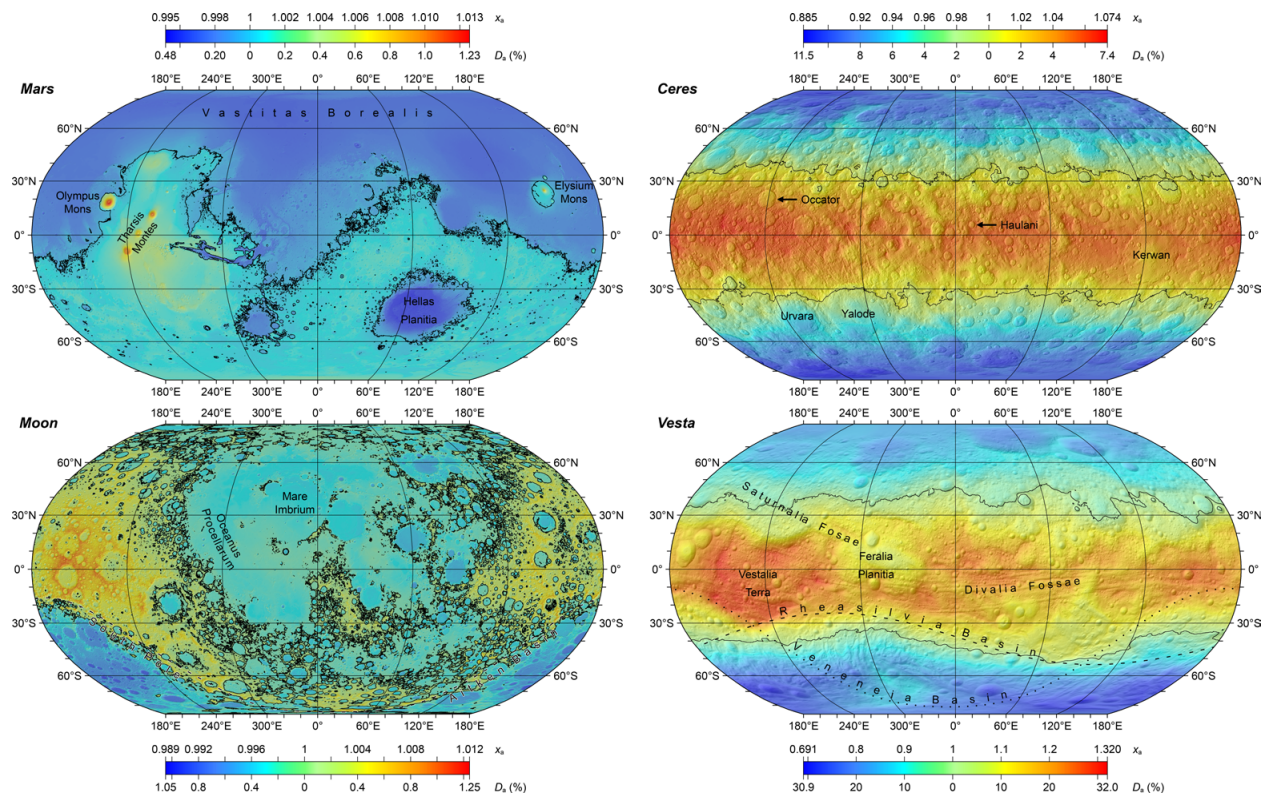 0.995 0.998 1 1.002 1.004 1.006 1.008 1.010 1.013 xa
0.48 0.20 0 0.2 0.4 0.6 0.8 1.0 1.23 Da (%)
180°E 240°E 300°E 0° 60°E 120°E 180°E
Mars
Vastitas Borealis
60°N 60°N
30°N 30°N
Olympus
Mons
Elysium
Mons
Tharsis
Montes
0° 0°
30°S 30°S
Hellas
Planitia
60°S 60°S
180°E 240°E 300°E 0° 60°E 120°E 180°E
0.885 0.92 0.94 0.96 0.98 1 1.02 1.04 1.074 xa
11.5 8 6 4 2 0 2 4 7.4 Da (%)
180°E 240°E 300°E 0° 60°E 120°E 180°E
Ceres
60°N 60°N
30°N 30°N
Occator
Haulani
0° 0°
Kerwan
30°S 30°S
Urvara Yalode
60°S 60°S
180°E 240°E 300°E 0° 60°E 120°E 180°E
180°E 240°E 300°E 0° 60°E 120°E 180°E
Moon
60°N 60°N
Mare
Imbrium
30°N 30°N
Oceanus
Procellarum
0° 0°
30°S 30°S
60°S 60°S
180°E 240°E 300°E 0° 60°E 120°E 180°E
0.989 0.992 0.996 1 1.004 1.008 1.012 xa
1.05 0.8 0.4 0 0.4 0.8 1.25 Da (%)
180°E 240°E 300°E 0° 60°E 120°E 180°E
Vesta
60°N 60°N
Saturnalia Fosae
30°N 30°N
Feralia
Planitia
0° 0°
Vestalia
Terra
Divalia Fossae
Rheasilvia Basin
30°S 30°S
Veneneia Basin
60°S 60°S
180°E 240°E 300°E 0° 60°E 120°E 180°E
0.691 0.8 0.9 1 1.1 1.2 1.320 xa
30.9 20 10 0 10 20 32.0 Da (%)